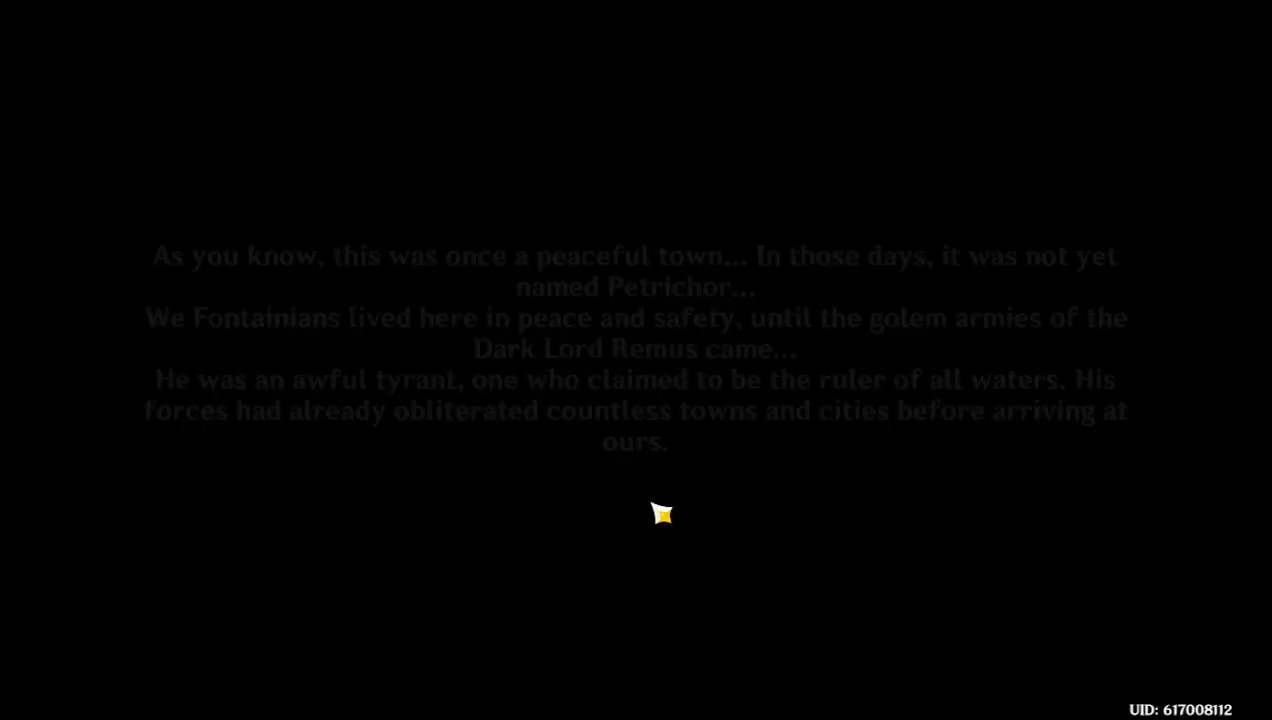 As you know, this was once a peaceful town... In those days, it was not yet
named Petrichor...
We Fontainians lived here in peace and safety, until the golem armies of the
Dark Lord Remus came...
He was an awful tyrant, one who claimed to be the ruler of all waters. His
forces had already obliterated countless towns and cities before arriving at
ours.
UID: 617008112